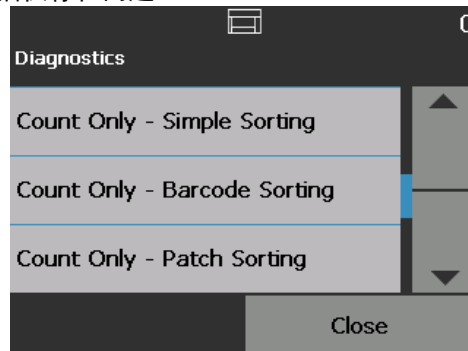 Diagnostics
Count Only - Simple Sorting
Count Only - Barcode Sorting
Count Only - Patch Sorting
Close